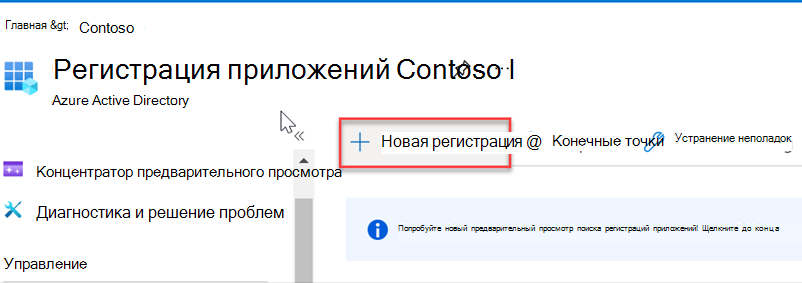 Главная &gt; Contoso
Регистрация приложений Contoso |
Azure Active Directory
«
Новая регистрация @ Конечные точки Устранение неполадок
Концентратор предварительного просмотра
Диагностика и решение проблем
Попробуйте новый предварительный просмотр поиска регистраций приложений! Щелкните до конца
Управление